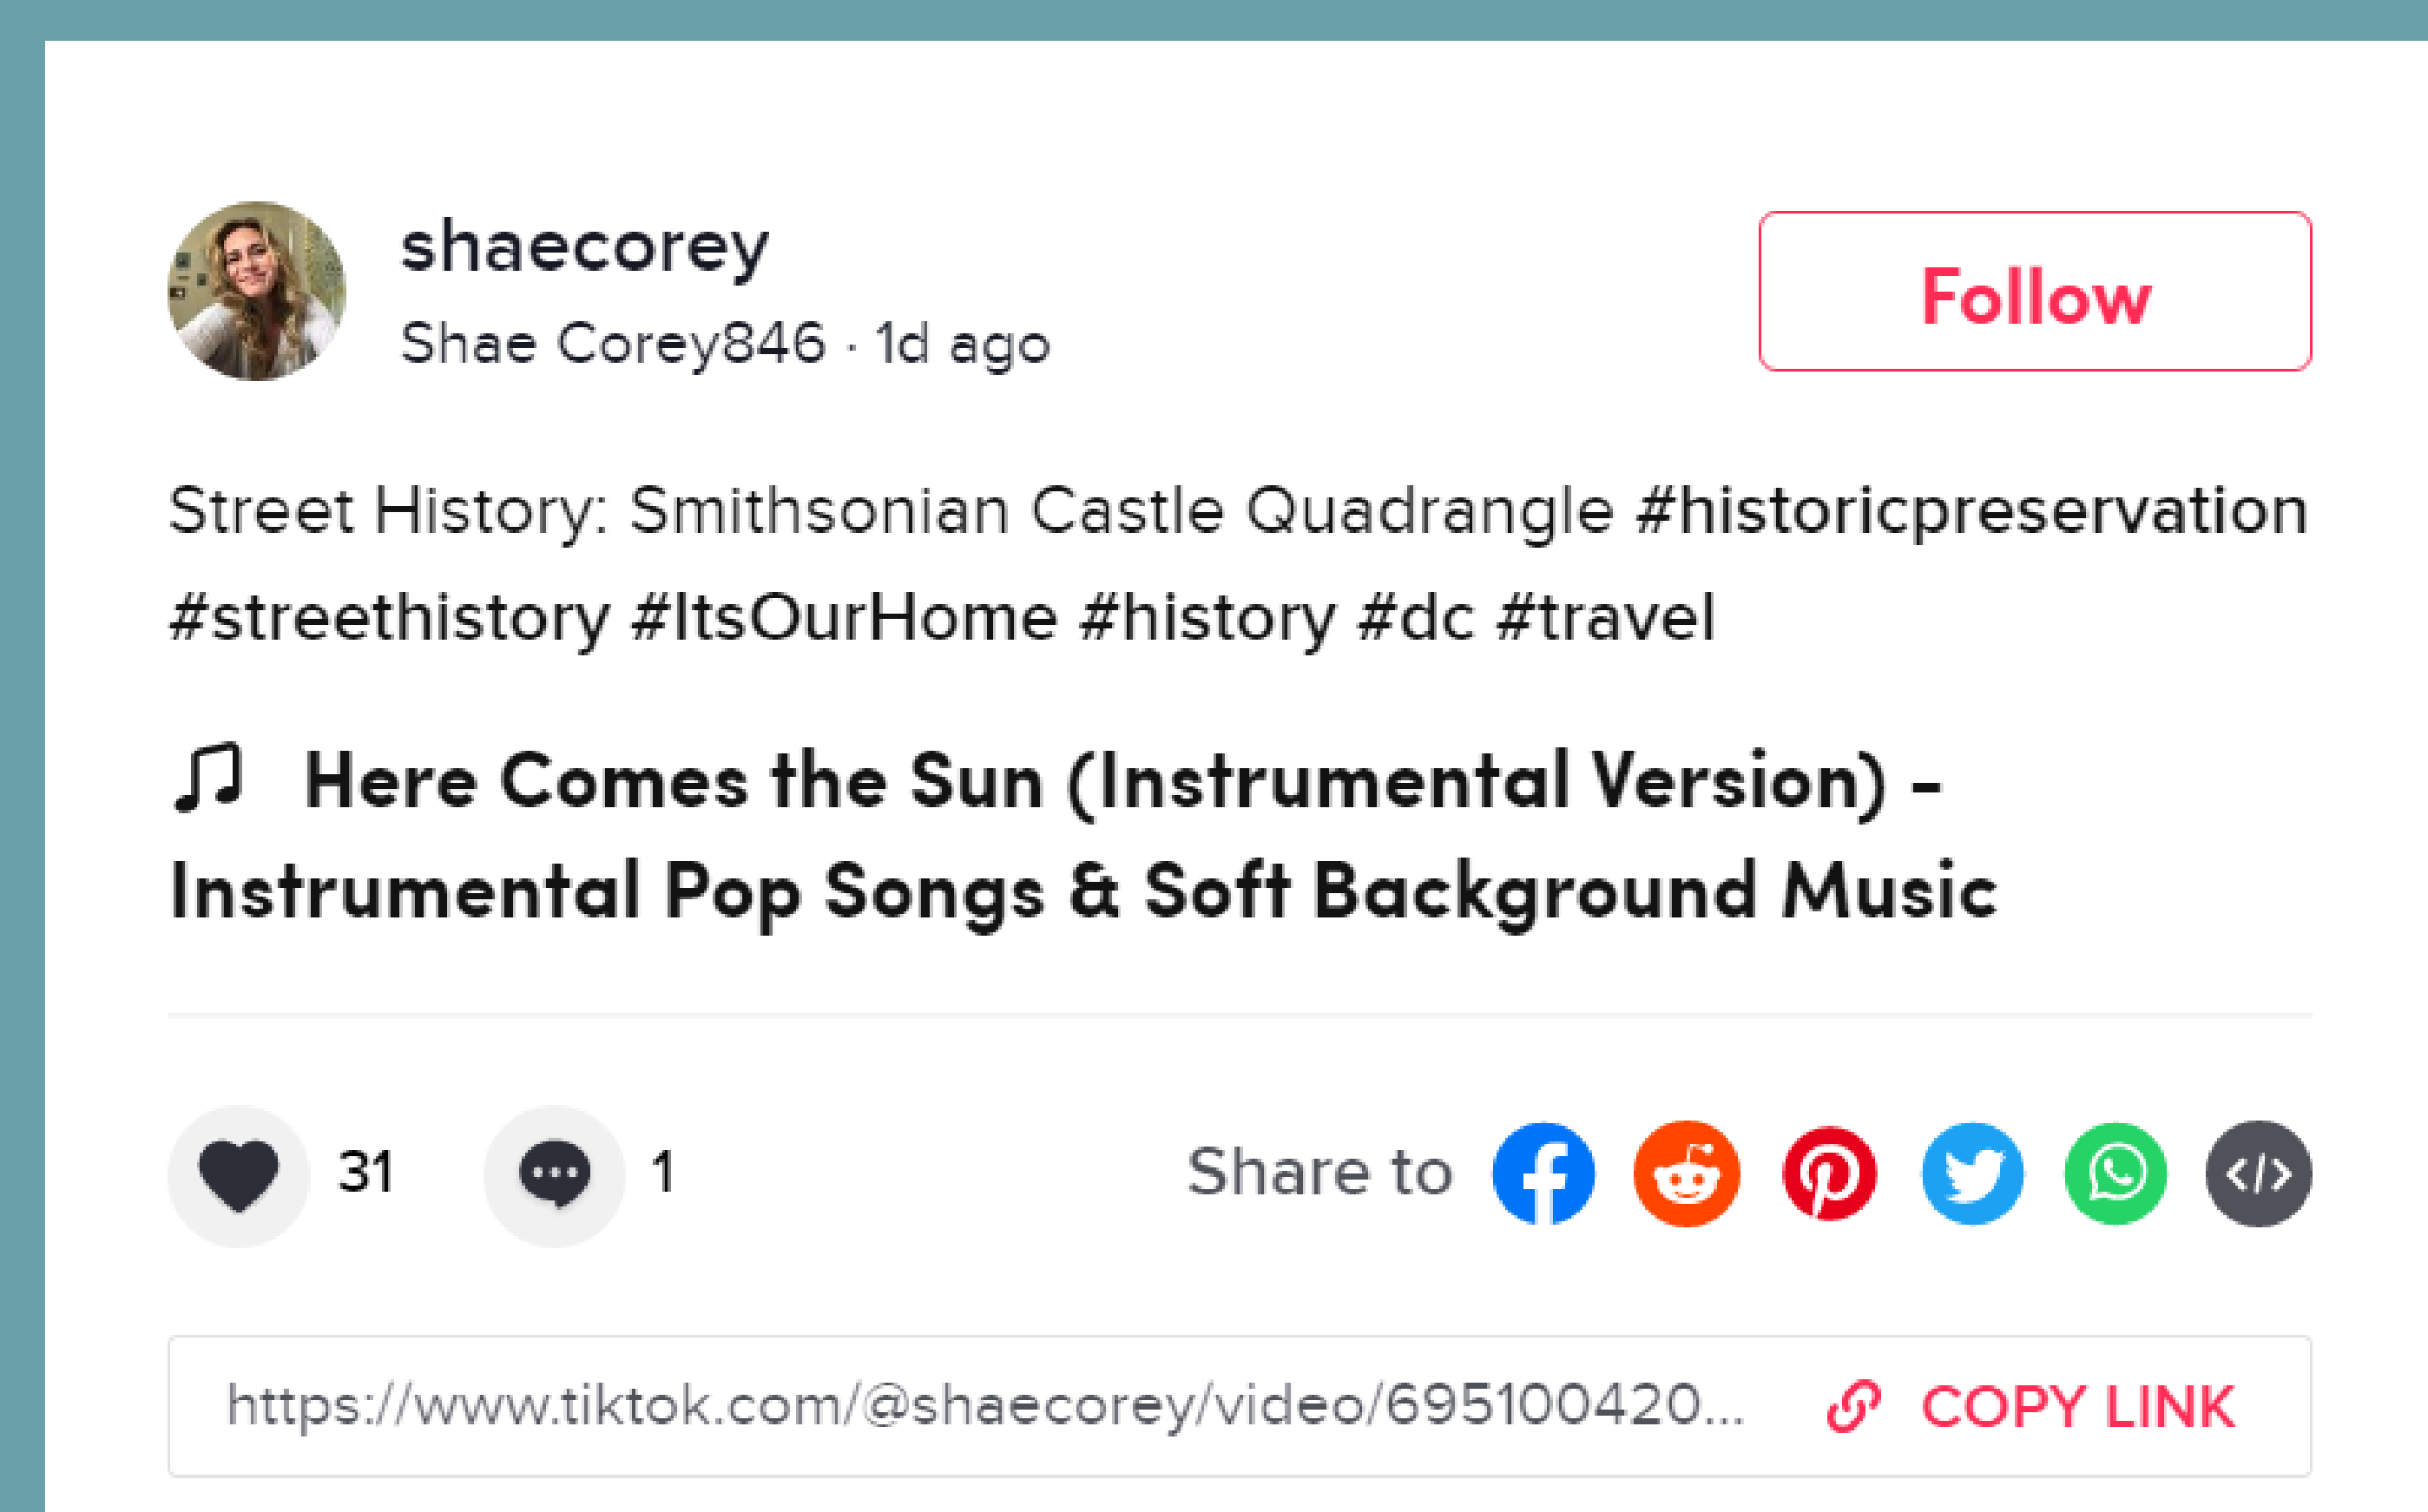 shaecorey
Shae Corey846 · 1d ago
Follow
Street History: Smithsonian Castle Quadrangle #historicpreservation
#streethistory #ItsOurHome #history #dc #travel
Here Comes the Sun (Instrumental Version) -
Instrumental Pop Songs & Soft Background Music
31
1
Share to
https://www.tiktok.com/@shaecorey/video/695100420...
COPY LINK